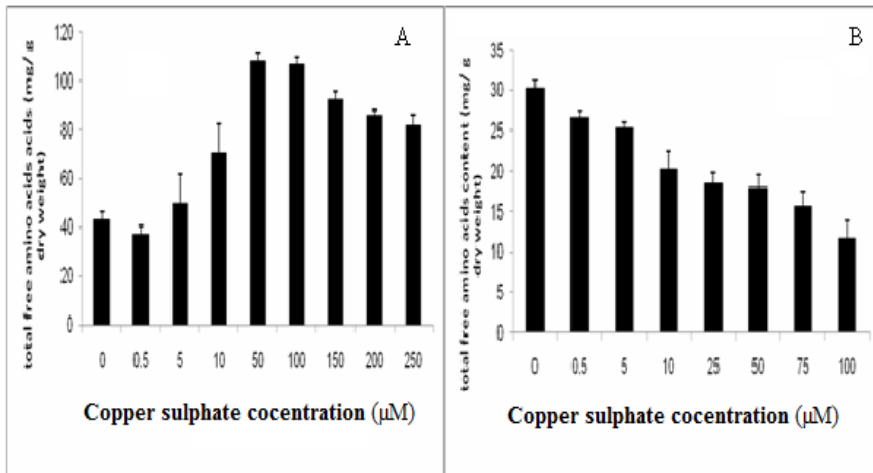 A
total free amino acids acids (mg/ g
dry weight)
120
100
80
60
40
20
0
0 0.5 5 10 50 100 150 200 250
Copper sulphate cocentration (µM)
B
total free amino acids content (mg/ g
dry weight)
35
30
25
20
15
10
5
0
0 0.5 5 10 25 50 75 100
Copper sulphate cocentration (µM)